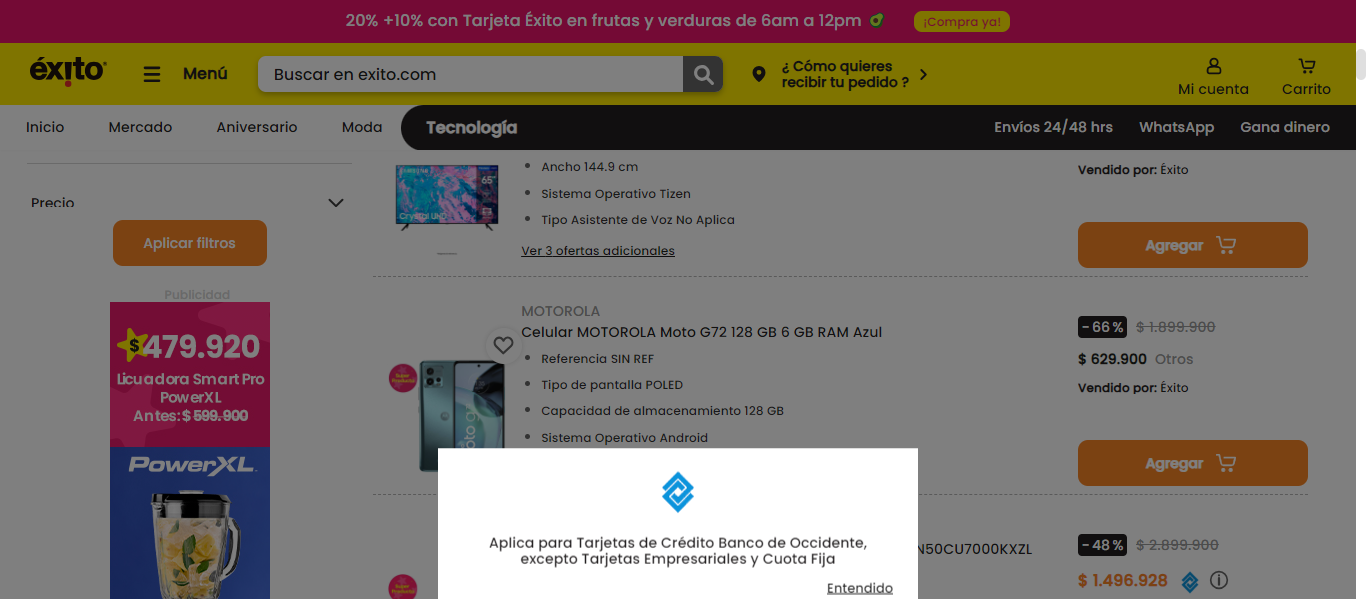 20% +10% con Tarjeta Éxito en frutas y verduras de 6am a 12pm
¡Compra ya!
éxito
Menú
Buscar en exito.com
¿ Cómo quieres
recibir tu pedido ?
Mi cuenta
Carrito
Inicio
Mercado
Aniversario
Moda
Tecnología
Envíos 24/48 hrs
WhatsApp
Gana dinero
Precio
Aplicar filtros
Publicidad
$479.920
Licuadora Smart Pro
PowerXL
Antes: $ 599.900
PowerXL
65"
Crystal UHD
Ancho 144.9 cm
Sistema Operativo Tizen
Tipo Asistente de Voz No Aplica
Ver 3 ofertas adicionales
Vendido por: Éxito
Agregar
MOTOROLA
Celular MOTOROLA Moto G72 128 GB 6 GB RAM Azul
Referencia SIN REF
Tipo de pantalla POLED
Capacidad de almacenamiento 128 GB
Sistema Operativo Android
- 66 % $ 1.899.900
$ 629.900 Otros
Vendido por: Éxito
Agregar
N50CU7000KXZL
- 48 % $ 2.899.900
$ 1.496.928
Aplica para Tarjetas de Crédito Banco de Occidente,
excepto Tarjetas Empresariales y Cuota Fija
Entendido